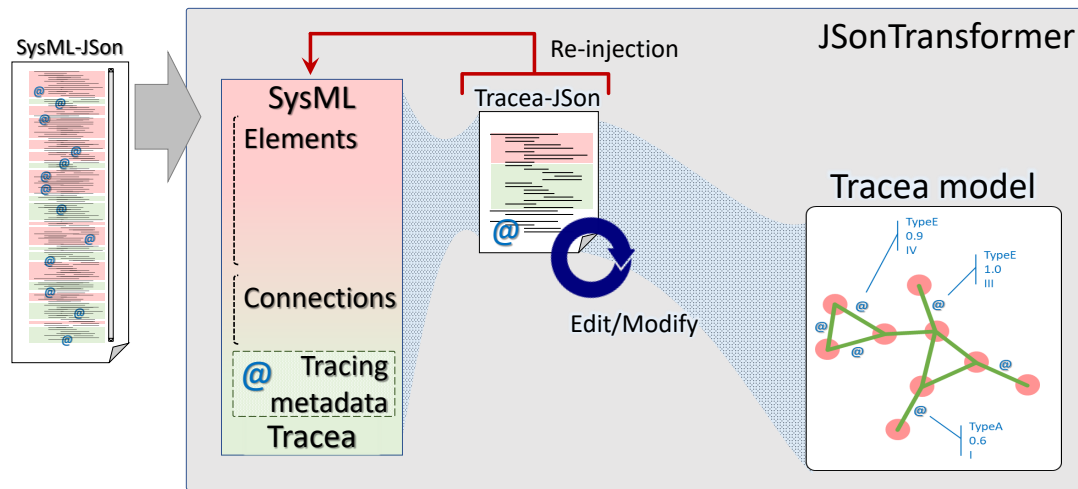 SysML-JSon
@
@
@
@
@
@
@
@
@
@
@
@
@
JSonTransformer
Re-injection
SysML
Elements
Connections
@ Tracing
metadata
Tracea
Tracea-JSon
@
Edit/Modify
Tracea model
TypeE
0.9
IV
TypeE
1.0
III
@
@
@
@
@
@
TypeA
0.6
I